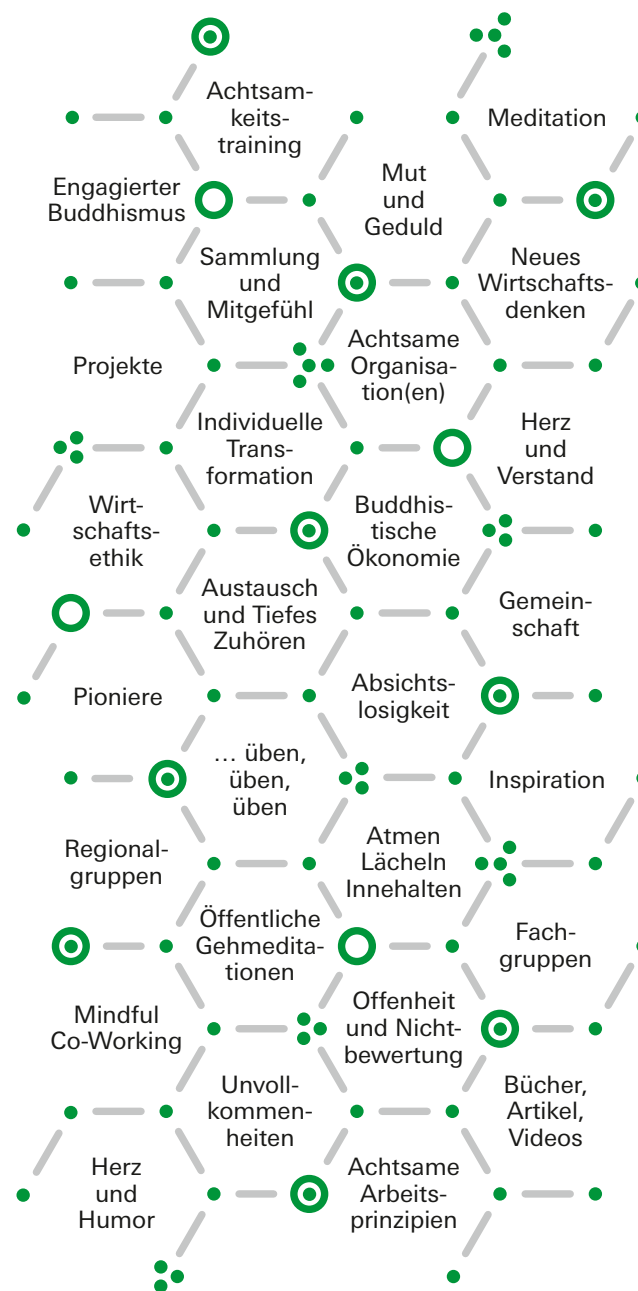 Achtsam-
keits-
training
Meditation
Engagierter
Buddhismus
Mut
und
Geduld
Sammlung
und
Mitgefühl
Neues
Wirtschafts-
denken
Projekte
Achtsame
Organisa-
tion(en)
Individuelle
Trans-
formation
Herz
und
Verstand
Wirt-
schafts-
ethik
Buddhis-
tische
Ökonomie
Austausch
und Tiefes
Zuhören
Gemein-
schaft
Pioniere
Absichts-
losigkeit
... üben,
üben,
üben
Inspiration
Regional-
gruppen
Atmen
Lächeln
Innehalten
Öffentliche
Gehmedita-
tionen
Fach-
gruppen
Mindful
Co-Working
Offenheit
und Nicht-
bewertung
Unvoll-
kommen-
heiten
Bücher,
Artikel,
Videos
Herz
und
Humor
Achtsame
Arbeits-
prinzipien